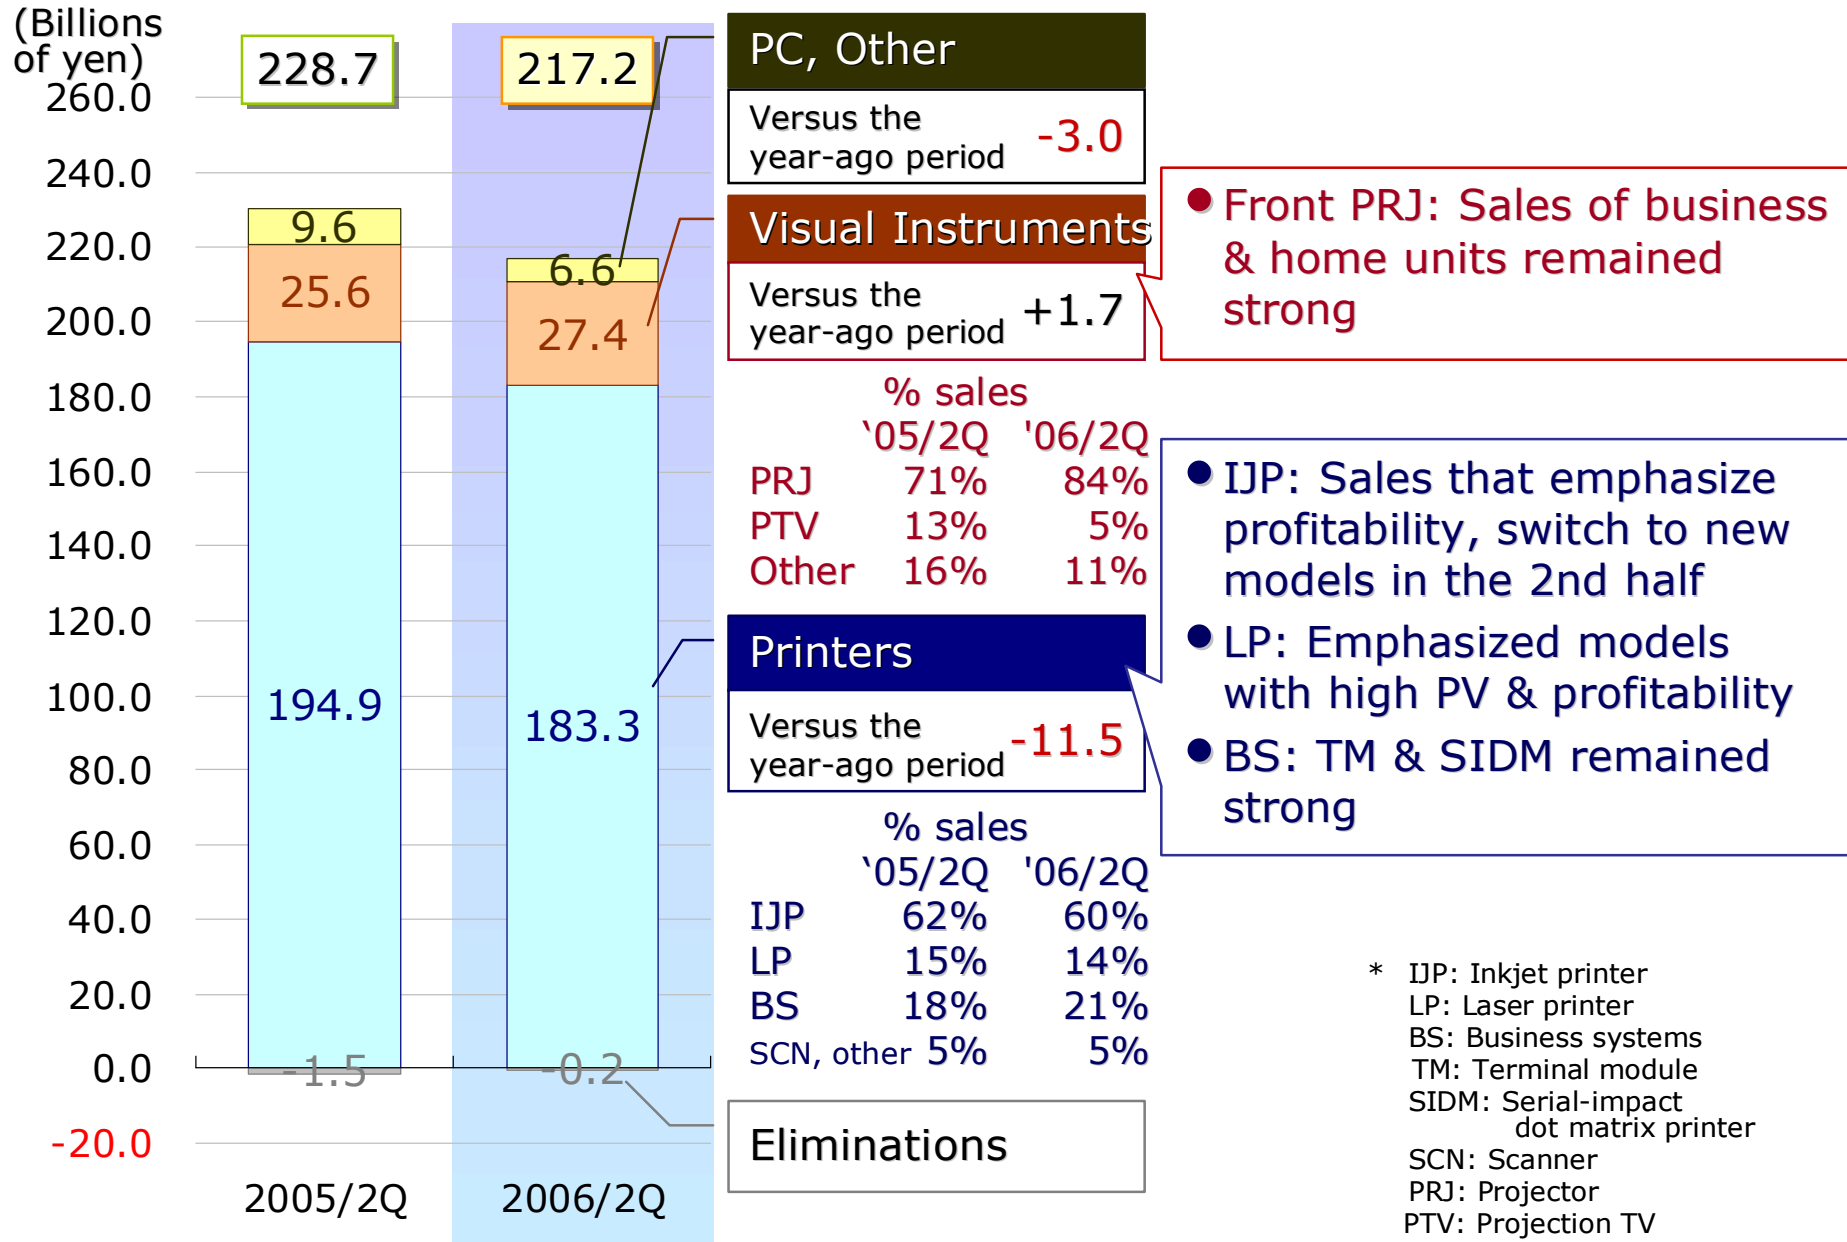 (Billions
of yen)
260.0
240.0
220.0
200.0
180.0
160.0
140.0
120.0
100.0
80.0
60.0
40.0
20.0
0.0
-20.0
228.7
217.2
9.6
25.6
194.9
-1.5
6.6
27.4
183.3
-0.2
2005/2Q
2006/2Q
PC, Other
Versus the
year-ago period -3.0
Visual Instruments
Versus the
year-ago period +1.7
% sales
‘05/2Q '06/2Q
PRJ 71% 84%
PTV 13% 5%
Other 16% 11%
Printers
Versus the
year-ago period -11.5
% sales
‘05/2Q '06/2Q
IJP 62% 60%
LP 15% 14%
BS 18% 21%
SCN, other 5% 5%
Eliminations
● Front PRJ: Sales of business
& home units remained
strong
● IJP: Sales that emphasize
profitability, switch to new
models in the 2nd half
● LP: Emphasized models
with high PV & profitability
● BS: TM & SIDM remained
strong
* IJP: Inkjet printer
LP: Laser printer
BS: Business systems
TM: Terminal module
SIDM: Serial-impact
dot matrix printer
SCN: Scanner
PRJ: Projector
PTV: Projection TV